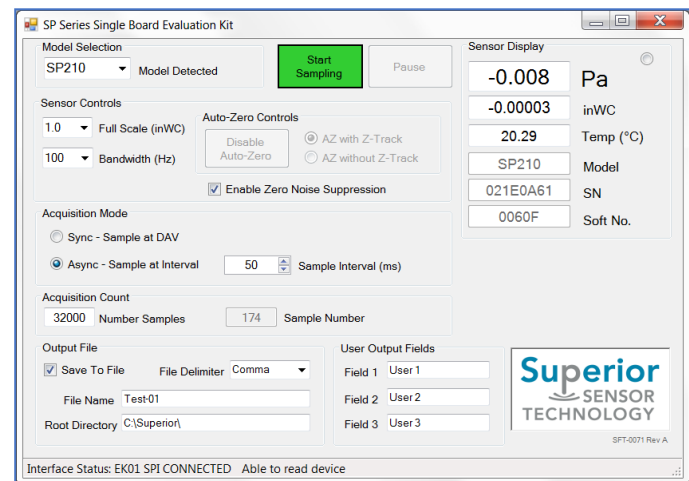 SP Series Single Board Evaluation Kit
Model Selection
SP210
Model Detected
Start
Sampling
Pause
Sensor Controls
1.0
Full Scale (inWC)
100
Bandwidth (Hz)
Auto-Zero Controls
Disable
Auto-Zero
AZ with Z-Track
AZ without Z-Track
Enable Zero Noise Suppression
Acquisition Mode
Sync - Sample at DAV
Async - Sample at Interval
50
Sample Interval (ms)
Acquisition Count
32000
Number Samples
174
Sample Number
Output File
Save To File
File Delimiter
Comma
File Name
Test-01
Root Directory
C:\Superior\
User Output Fields
Field 1
User 1
Field 2
User 2
Field 3
User 3
Sensor Display
-0.008
Pa
-0.00003
inWC
20.29
Temp (°C)
SP210
Model
021E0A61
SN
0060F
Soft No.
Superior
SENSOR
TECHNOLOGY
SFT-0071 Rev A
Interface Status: EK01 SPI CONNECTED Able to read device